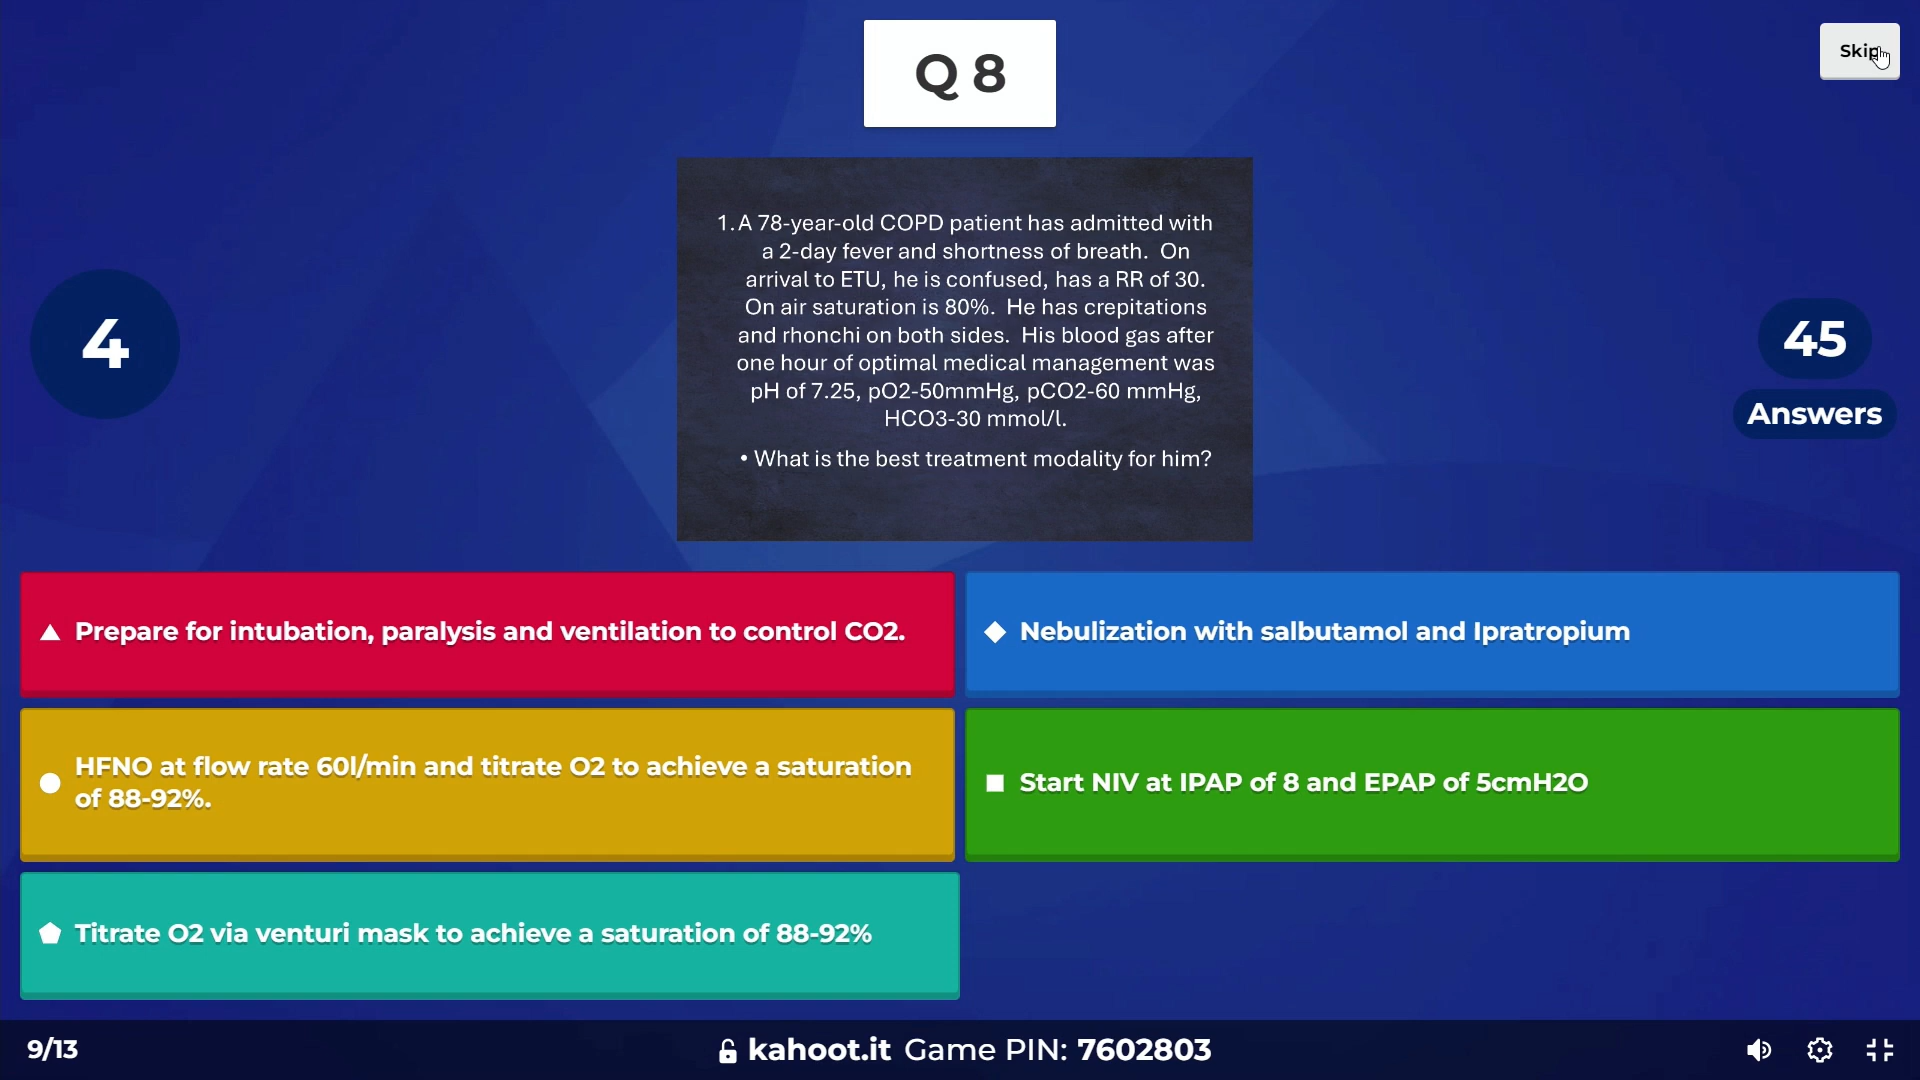 Q 8
Skip
1. A 78-year-old COPD patient has admitted with
a 2-day fever and shortness of breath. On
arrival to ETU, he is confused, has a RR of 30.
On air saturation is 80%. He has crepitations
and rhonchi on both sides. His blood gas after
one hour of optimal medical management was
pH of 7.25, pO2-50mmHg, pCO2-60 mmHg,
HCO3-30 mmol/l.
• What is the best treatment modality for him?
4
45
Answers
Prepare for intubation, paralysis and ventilation to control CO2.
Nebulization with salbutamol and Ipratropium
HFNO at flow rate 60l/min and titrate O2 to achieve a saturation
of 88-92%.
Start NIV at IPAP of 8 and EPAP of 5cmH2O
Titrate O2 via venturi mask to achieve a saturation of 88-92%
9/13
kahoot.it Game PIN: 7602803